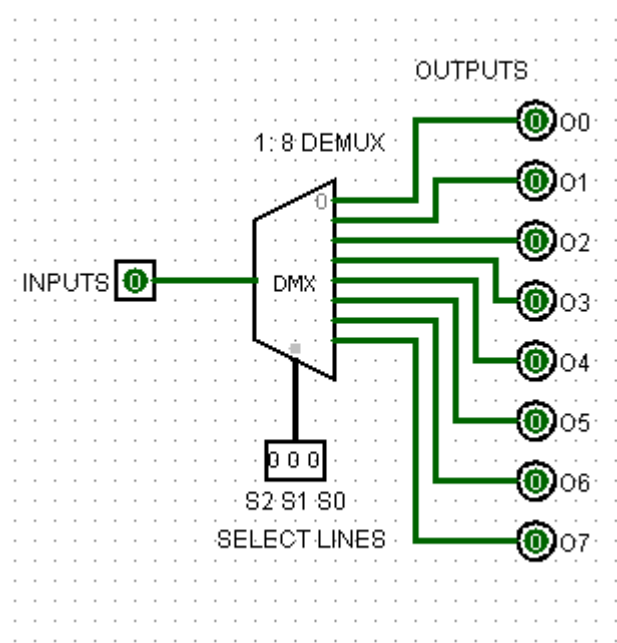 OUTPUTS
0 O0
1: 8 DEMUX
0 O1
0
0 O2
INPUTS 0
DMX
0 O3
0 O4
0 O5
0 0 0
0 O6
S2 S1 S0
SELECT LINES
0 O7